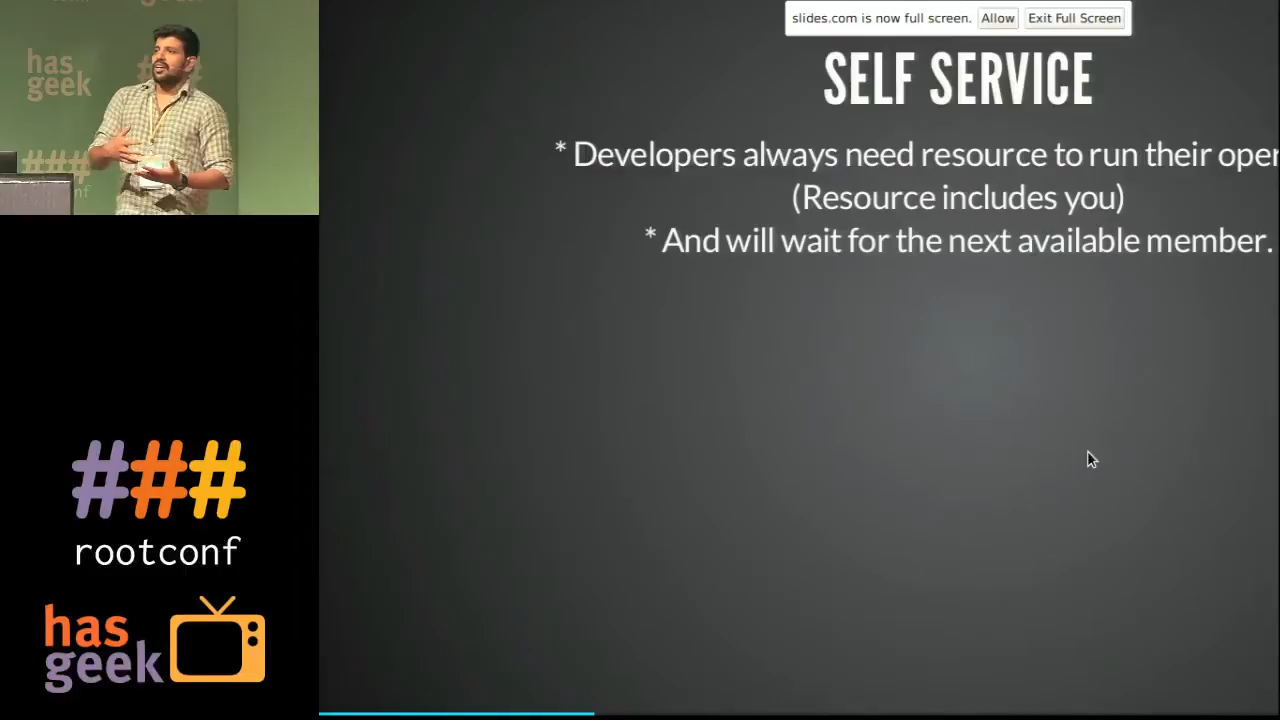 has
geek
###
slides.com is now full screen. Allow Exit Full Screen
SELF SERVICE
* Developers always need resource to run their oper
(Resource includes you)
* And will wait for the next available member.
###
rootconf
has
geek